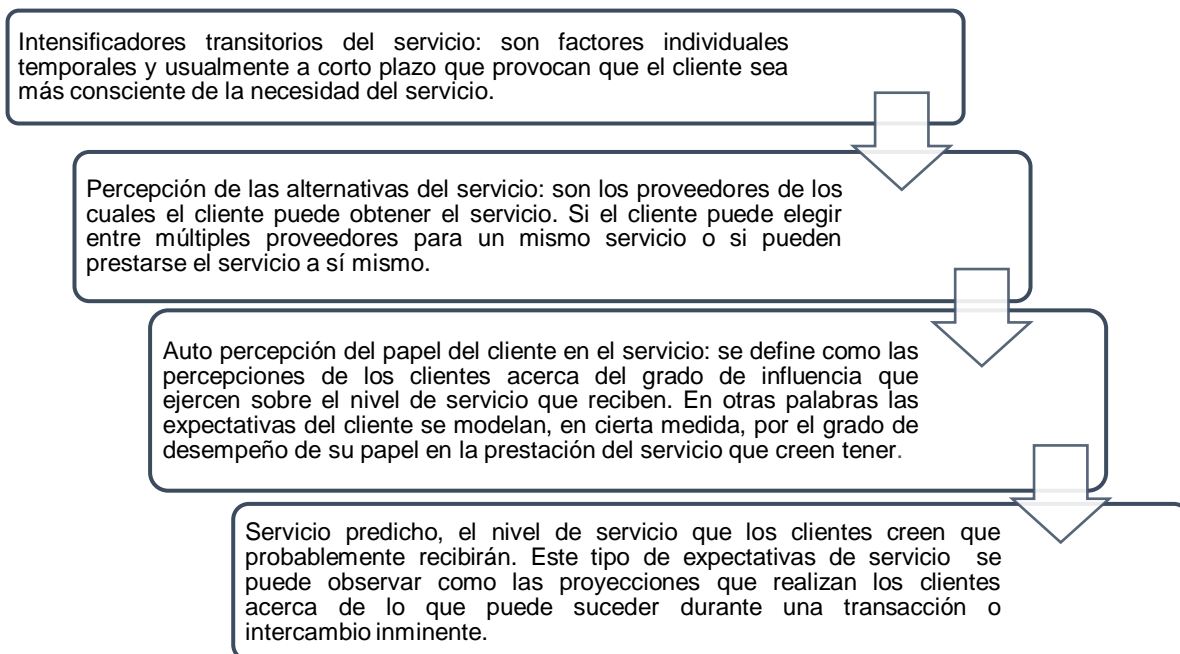 Intensificadores transitorios del servicio: son factores individuales
temporales y usualmente a corto plazo que provocan que el cliente sea
más consciente de la necesidad del servicio.
Percepción de las alternativas del servicio: son los proveedores de los
cuales el cliente puede obtener el servicio. Si el cliente puede elegir
entre múltiples proveedores para un mismo servicio o si pueden
prestarse el servicio a sí mismo.
Auto percepción del papel del cliente en el servicio: se define como las
percepciones de los clientes acerca del grado de influencia que
ejercen sobre el nivel de servicio que reciben. En otras palabras las
expectativas del cliente se modelan, en cierta medida, por el grado de
desempeño de su papel en la prestación del servicio que creen tener.
Servicio predicho, el nivel de servicio que los clientes creen que
probablemente recibirán. Este tipo de expectativas de servicio se
puede observar como las proyecciones que realizan los clientes
acerca de lo que puede suceder durante una transacción o
intercambio inminente.